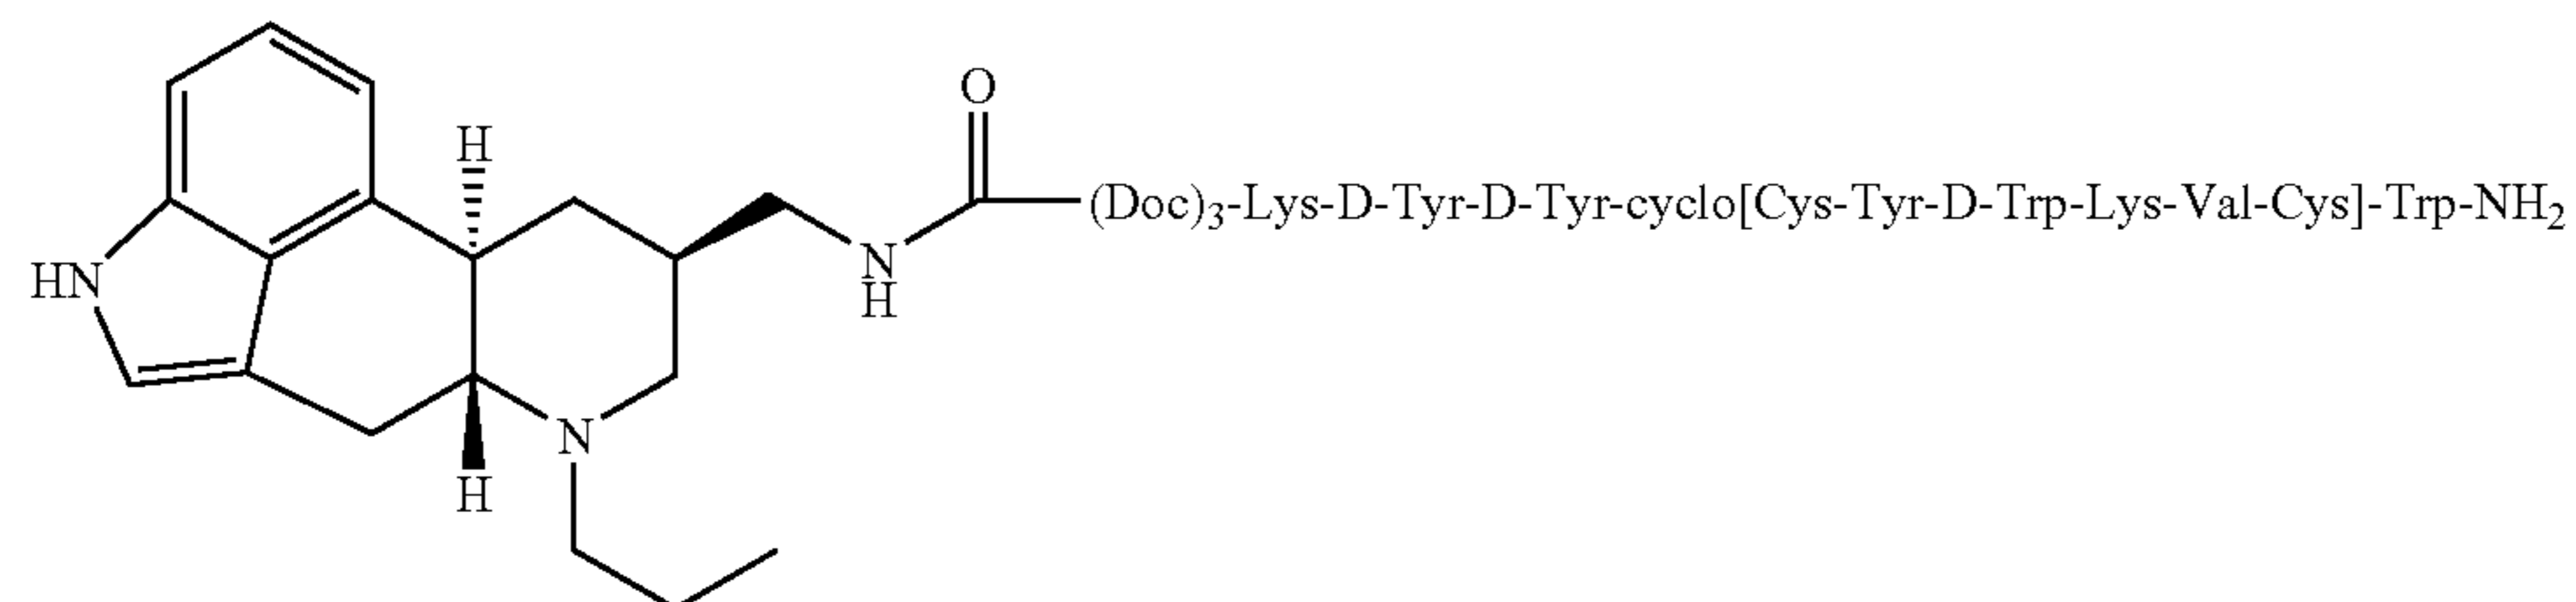 O
H
(Doc)3-Lys-D-Tyr-D-Tyr-cyclo[Cys-Tyr-D-Trp-Lys-Val-Cys]-Trp-NH2
N
H
HN
N
H